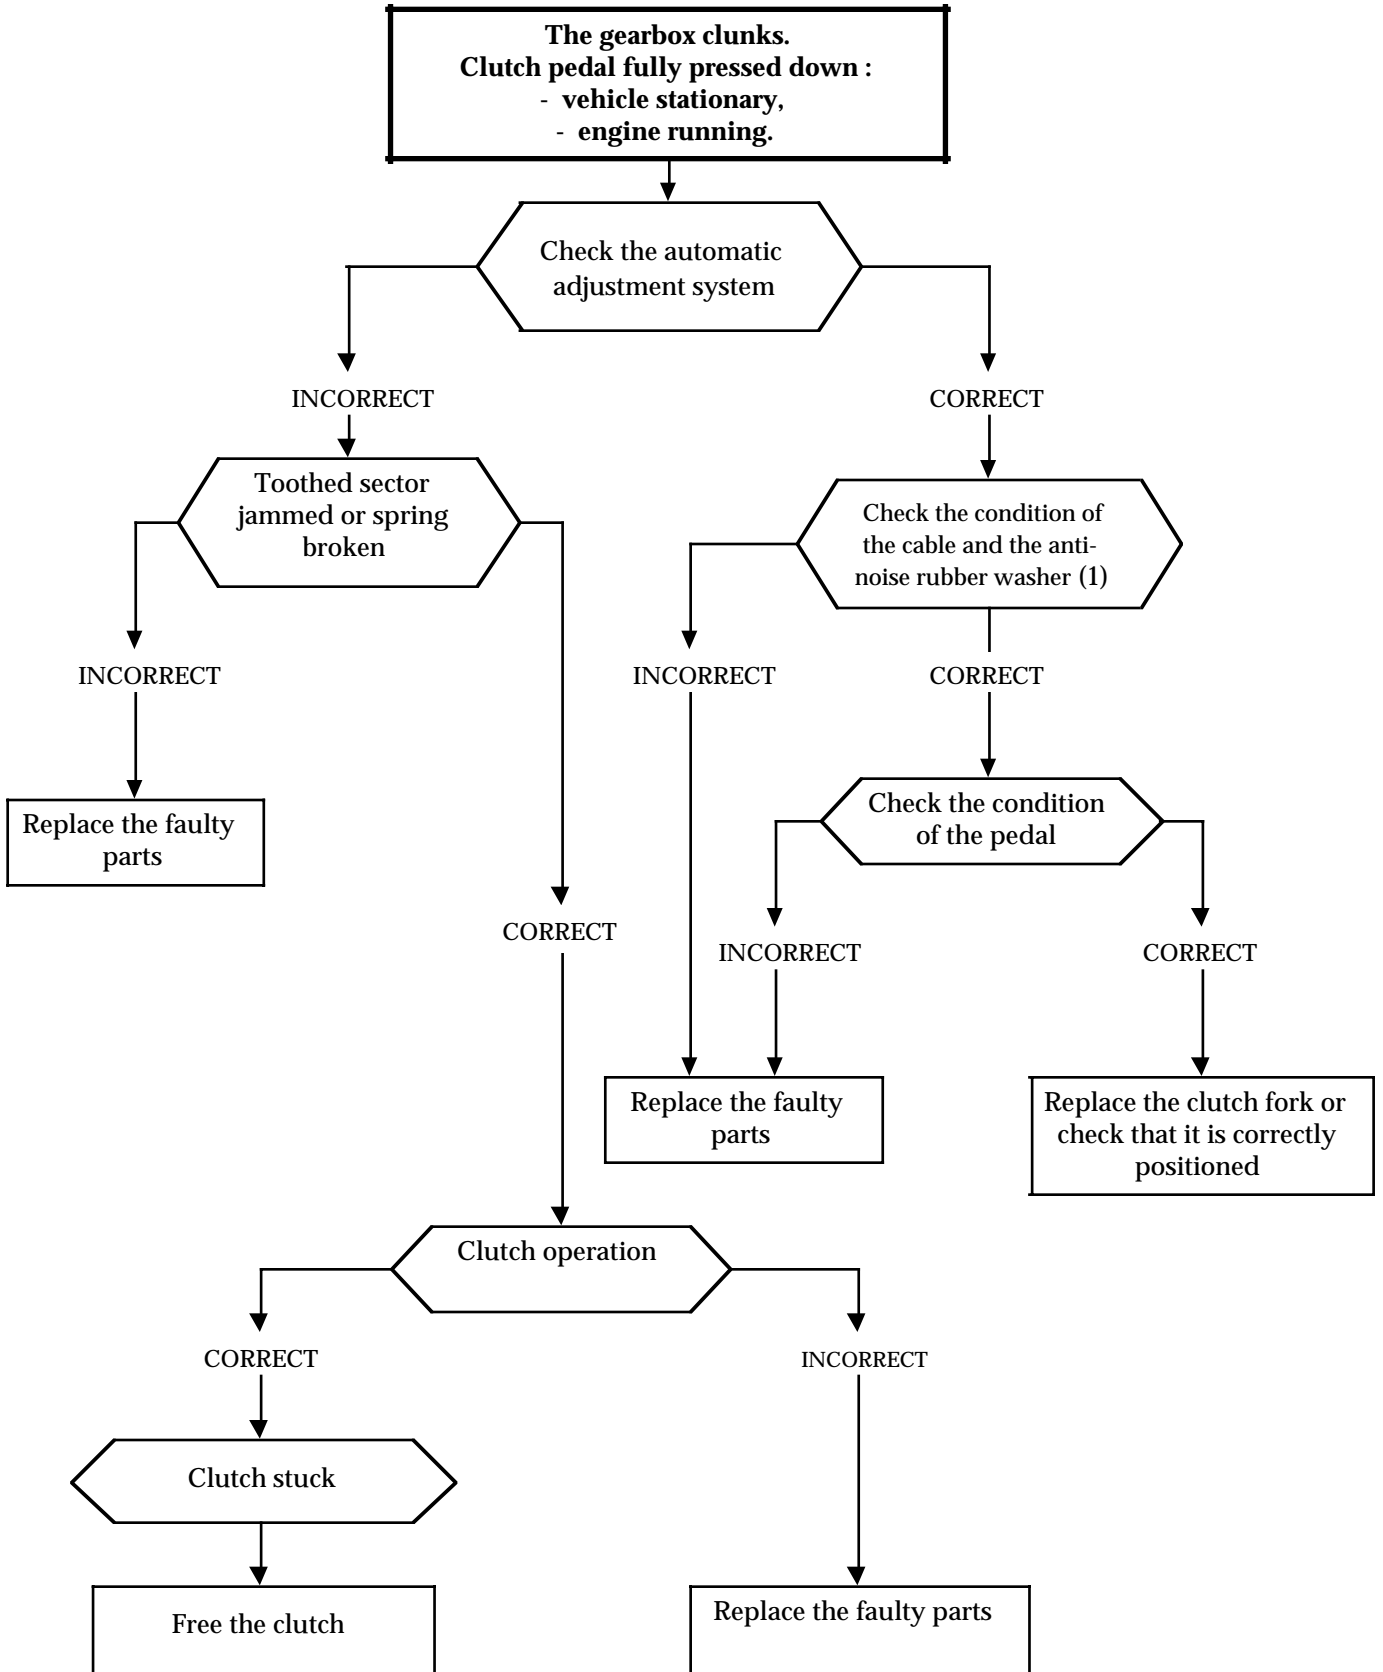 The gearbox clunks.
Clutch pedal fully pressed down :
- vehicle stationary,
- engine running.
Check the automatic
adjustment system
INCORRECT
CORRECT
Toothed sector
jammed or spring
broken
Check the condition of
the cable and the anti-
noise rubber washer (1)
INCORRECT
INCORRECT
CORRECT
Replace the faulty
parts
Check the condition
of the pedal
CORRECT
INCORRECT
CORRECT
Replace the faulty
parts
Replace the clutch fork or
check that it is correctly
positioned
Clutch operation
CORRECT
INCORRECT
Clutch stuck
Free the clutch
Replace the faulty parts